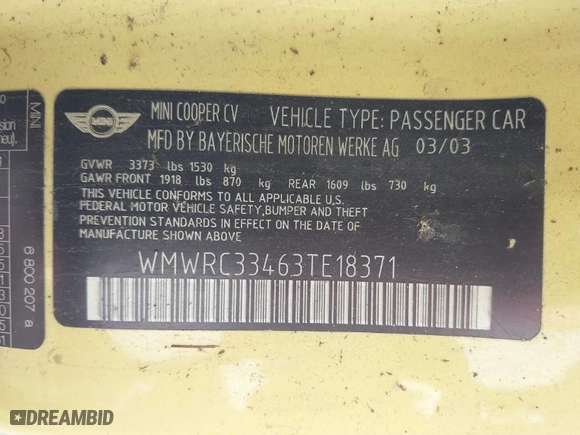 MINI
MINI COOPER CV VEHICLE TYPE: PASSENGER CAR
MFD BY BAYERISCHE MOTOREN WERKE AG 03/03
GVWR 3373 lbs 1530 kg
GAWR FRONT 1918 lbs 870 kg REAR 1609 lbs 730 kg
THIS VEHICLE CONFORMS TO ALL APPLICABLE U.S.
FEDERAL MOTOR VEHICLE SAFETY,BUMPER AND THEFT
PREVENTION STANDARDS IN EFFECT ON THE DATE OF
MANUFACTURE SHOWN ABOVE.
WMWRC33463TE18371
MINI
6 800 207 a
DREAMBID